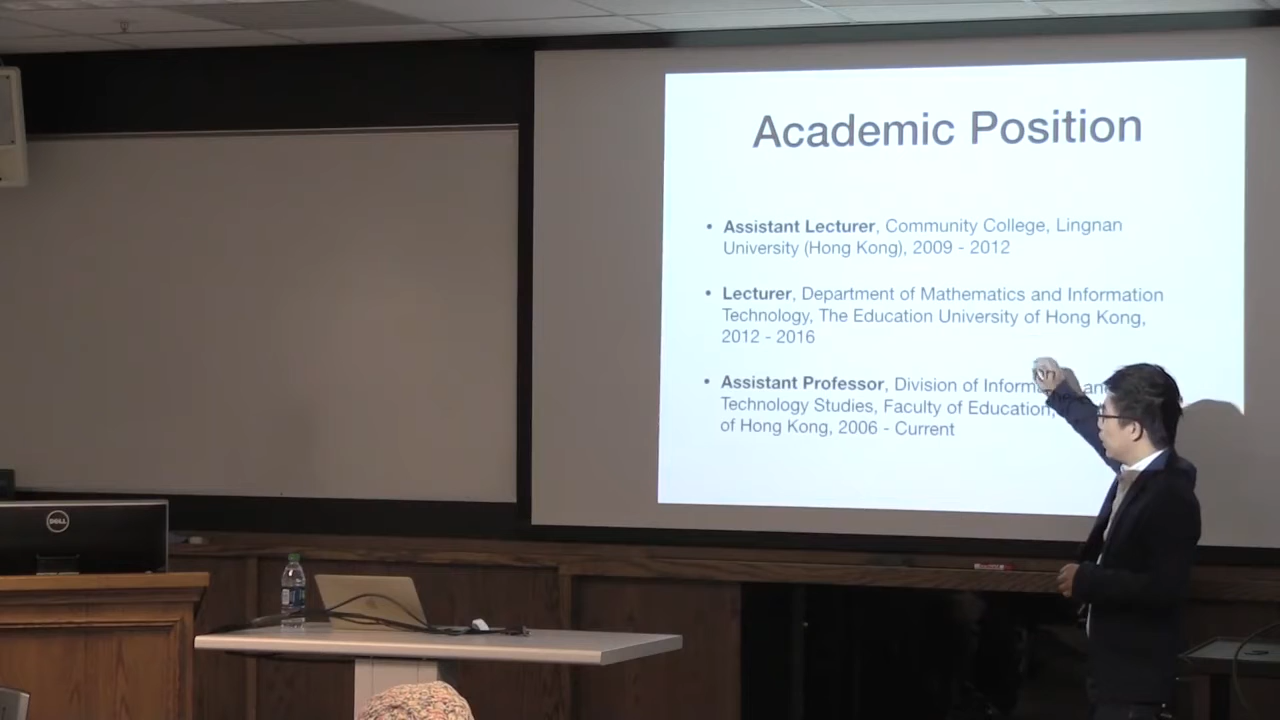 Academic Position
• Assistant Lecturer, Community College, Lingnan
University (Hong Kong), 2009 - 2012
• Lecturer, Department of Mathematics and Information
Technology, The Education University of Hong Kong,
2012 - 2016
• Assistant Professor, Division of
Technology Studies, Faculty of Education,
of Hong Kong, 2006 - Current
DELL